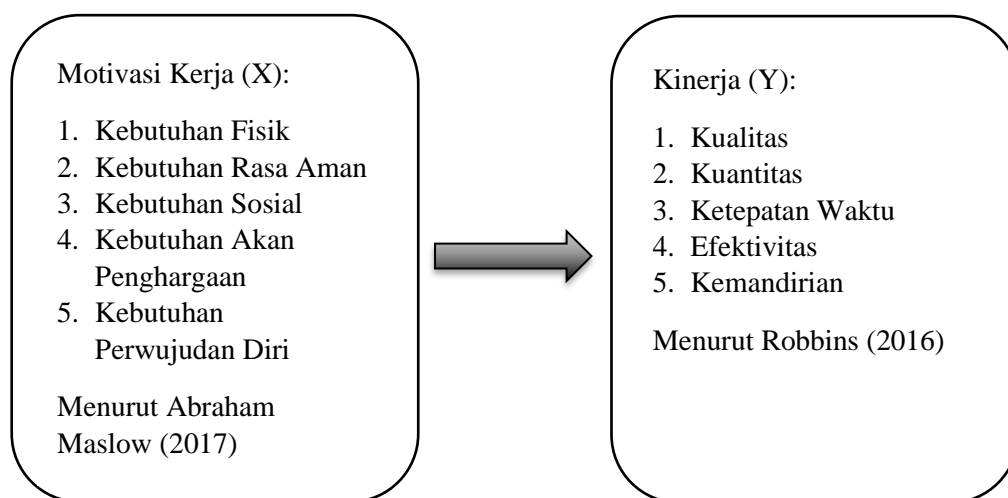 Motivasi Kerja (X):
1. Kebutuhan Fisik
2. Kebutuhan Rasa Aman
3. Kebutuhan Sosial
4. Kebutuhan Akan
Penghargaan
5. Kebutuhan
Perwujudan Diri
Menurut Abraham
Maslow (2017)
Kinerja (Y):
1. Kualitas
2. Kuantitas
3. Ketepatan Waktu
4. Efektivitas
5. Kemandirian
Menurut Robbins (2016)